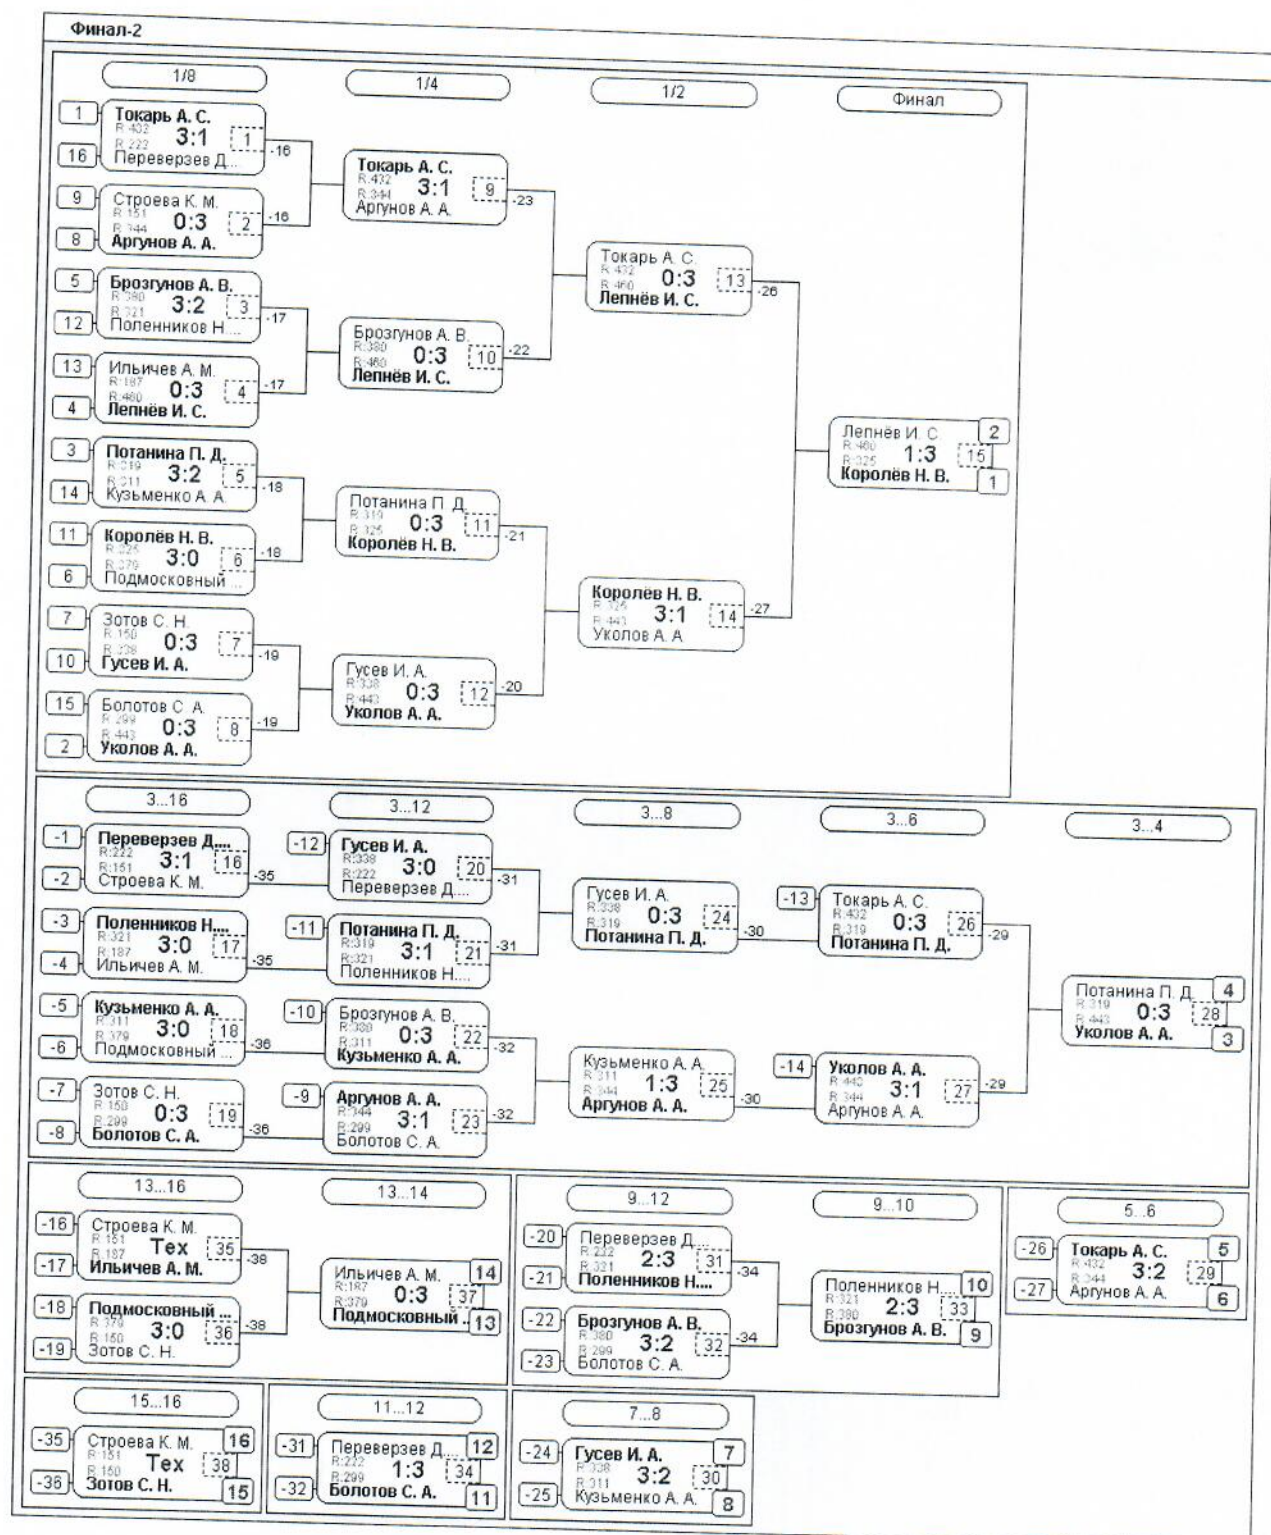 Финал-2
1/8
1/4
1/2
Финал
1
Токарь А. С.
R:432
3:1
1
-16
R:222
16
Переверзев Д....
9
Строева К. М.
R:151
0:3
2
-16
R:344
8
Аргунов А. А.
5
Брозгунов А. В.
R:380
3:2
3
-17
R:321
12
Поленников Н....
13
Ильичев А. М.
R:187
0:3
4
-17
R:460
4
Лепнёв И. С.
3
Потанина П. Д.
R:319
3:2
5
-18
R:311
14
Кузьменко А. А.
11
Королёв Н. В.
R:325
3:0
6
-18
R:379
6
Подмосковный ...
7
Зотов С. Н.
R:150
0:3
7
-19
R:338
10
Гусев И. А.
15
Болотов С. А.
R:299
0:3
8
-19
R:443
2
Уколов А. А.
Токарь А. С.
R:432
3:1
9
-23
R:344
Аргунов А. А.
Брозгунов А. В.
R:380
0:3
10
-22
R:460
Лепнёв И. С.
Потанина П. Д.
R:319
0:3
11
-21
R:325
Королёв Н. В.
Гусев И. А.
R:338
0:3
12
-20
R:443
Уколов А. А.
Токарь А. С.
R:432
0:3
13
-26
R:460
Лепнёв И. С.
Королёв Н. В.
R:325
3:1
14
-27
R:443
Уколов А. А.
Лепнёв И. С.
2
R:460
1:3
15
R:325
Королёв Н. В.
1
3...16
3...12
3...8
3...6
3...4
-1
Переверзев Д....
R:222
3:1
16
R:151
-2
Строева К. М.
-35
-3
Поленников Н....
R:321
3:0
17
R:187
-4
Ильичев А. М.
-35
-5
Кузьменко А. А.
R:311
3:0
18
R:379
-6
Подмосковный ...
-36
-7
Зотов С. Н.
R:150
0:3
19
R:299
-8
Болотов С. А.
-36
-12
Гусев И. А.
R:338
3:0
20
-31
R:222
Переверзев Д....
-11
Потанина П. Д.
R:319
3:1
21
-31
R:321
Поленников Н....
-10
Брозгунов А. В.
R:380
0:3
22
-32
R:311
Кузьменко А. А.
-9
Аргунов А. А.
R:344
3:1
23
-32
R:299
Болотов С. А.
Гусев И. А.
R:338
0:3
24
-30
R:319
Потанина П. Д.
Кузьменко А. А.
R:311
1:3
25
-30
R:344
Аргунов А. А.
-13
Токарь А. С.
R:432
0:3
26
-29
R:319
Потанина П. Д.
-14
Уколов А. А.
R:443
3:1
27
-29
R:344
Аргунов А. А.
Потанина П. Д.
4
R:319
0:3
28
R:443
Уколов А. А.
3
13...16
13...14
-16
Строева К. М.
R:151
Тех
35
-38
R:187
-17
Ильичев А. М.
-18
Подмосковный ...
R:379
3:0
36
-38
R:150
-19
Зотов С. Н.
Ильичев А. М.
14
R:187
0:3
37
R:379
Подмосковный ...
13
9...12
9...10
-20
Переверзев Д....
R:222
2:3
31
-34
R:321
-21
Поленников Н....
-22
Брозгунов А. В.
R:380
3:2
32
-34
R:299
-23
Болотов С. А.
Поленников Н....
10
R:321
2:3
33
R:380
Брозгунов А. В.
9
5...6
-26
Токарь А. С.
5
R:432
3:2
29
R:344
-27
Аргунов А. А.
6
15...16
-35
Строева К. М.
16
R:151
Тех
38
R:150
-36
Зотов С. Н.
15
11...12
-31
Переверзев Д....
12
R:222
1:3
34
R:299
-32
Болотов С. А.
11
7...8
-24
Гусев И. А.
7
R:338
3:2
30
R:311
-25
Кузьменко А. А.
8